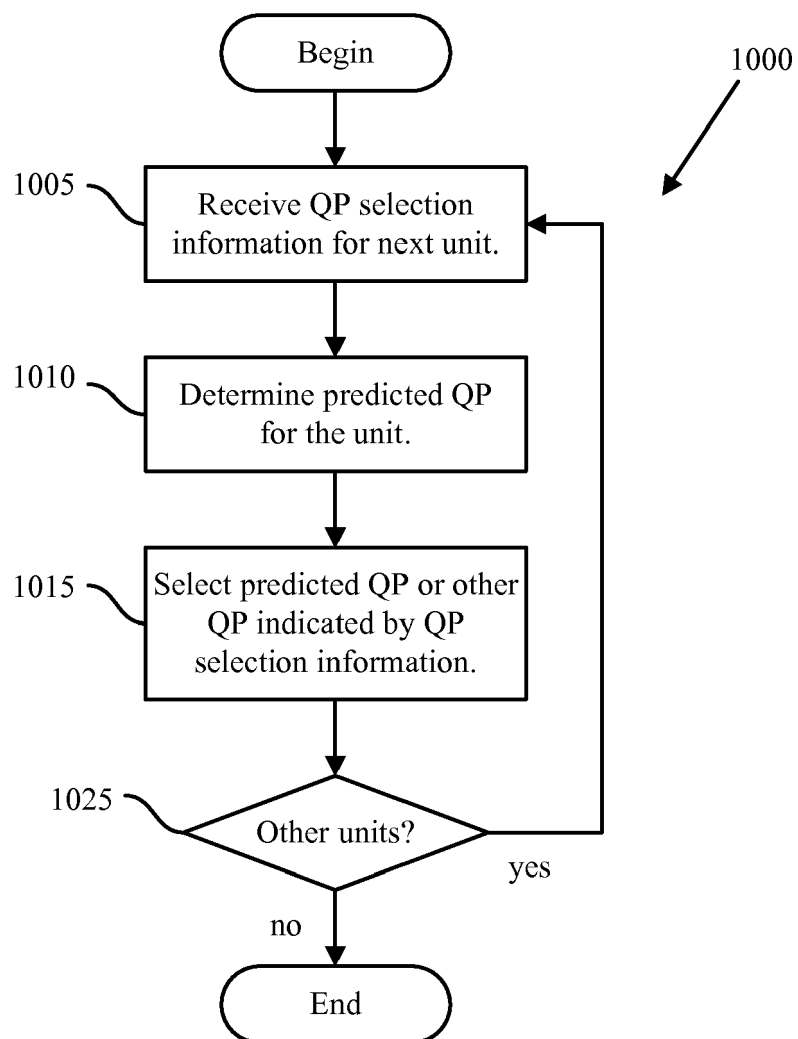 Begin
1000
1005
Receive QP selection
information for next unit.
1010
Determine predicted QP
for the unit.
1015
Select predicted QP or other
QP indicated by QP
selection information.
1025
Other units?
yes
no
End